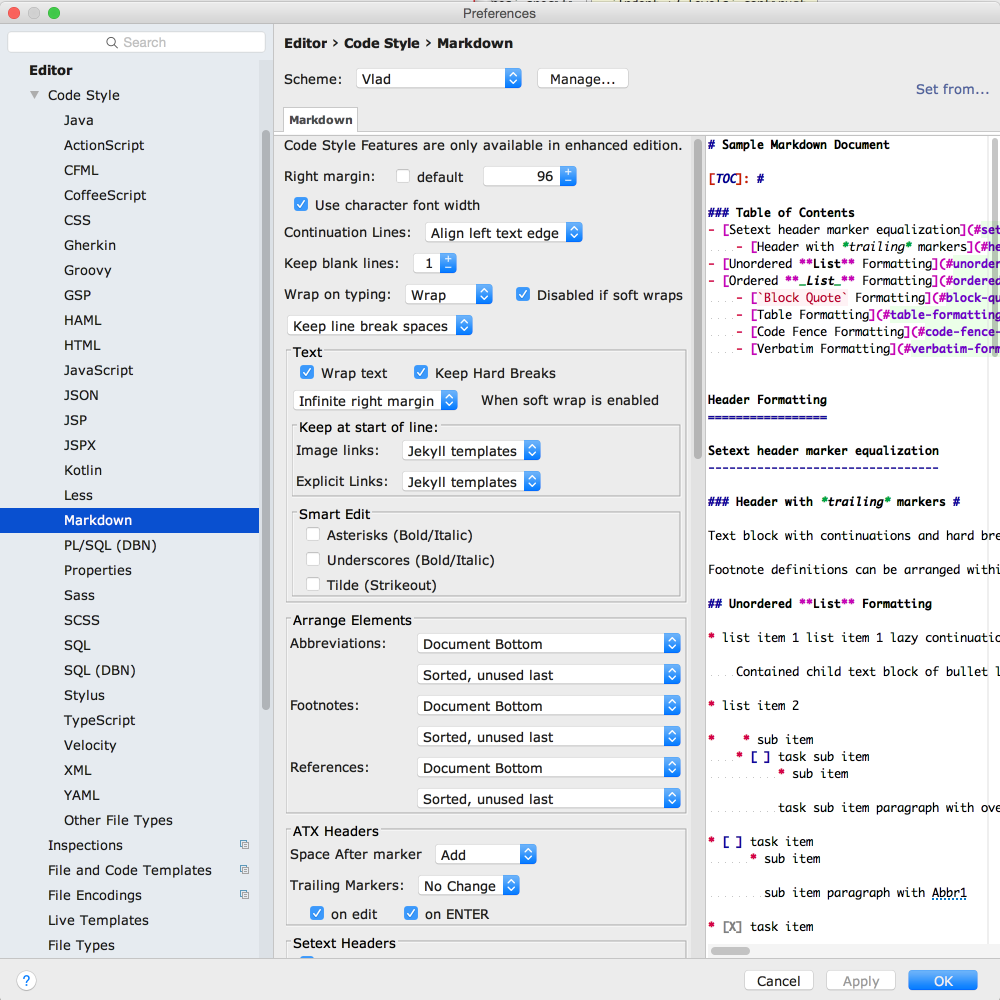 Preferences
Search
Editor
Code Style
Java
ActionScript
CFML
CoffeeScript
CSS
Gherkin
Groovy
GSP
HAML
HTML
JavaScript
JSON
JSP
JSPX
Kotlin
Less
Markdown
PL/SQL (DBN)
Properties
Sass
SCSS
SQL
SQL (DBN)
Stylus
TypeScript
Velocity
XML
YAML
Other File Types
Inspections
File and Code Templates
File Encodings
Live Templates
File Types
Editor › Code Style › Markdown
Scheme: Vlad Manage...
Set from...
Markdown
Code Style Features are only available in enhanced edition.
Right margin: default 96
Use character font width
Continuation Lines: Align left text edge
Keep blank lines: 1
Wrap on typing: Wrap Disabled if soft wraps
Keep line break spaces
Text
Wrap text Keep Hard Breaks
Infinite right margin When soft wrap is enabled
Keep at start of line:
Image links: Jekyll templates
Explicit Links: Jekyll templates
Smart Edit
Asterisks (Bold/Italic)
Underscores (Bold/Italic)
Tilde (Strikeout)
Arrange Elements
Abbreviations: Document Bottom
Sorted, unused last
Footnotes: Document Bottom
Sorted, unused last
References: Document Bottom
Sorted, unused last
ATX Headers
Space After marker Add
Trailing Markers: No Change
on edit on ENTER
Setext Headers
# Sample Markdown Document
[TOC]: #
### Table of Contents
- [Setext header marker equalization](#set
- [Header with *trailing* markers](#he
- [Unordered **List** Formatting](#unorder
- [Ordered **_List_** Formatting](#ordered
- [`Block Quote` Formatting](#block-qu
- [Table Formatting](#table-formatting
- [Code Fence Formatting](#code-fence-
- [Verbatim Formatting](#verbatim-form
Header Formatting
=================
Setext header marker equalization
---------------------------------
### Header with *trailing* markers #
Text block with continuations and hard bre
Footnote definitions can be arranged withi
## Unordered **List** Formatting
* list item 1 list item 1 lazy continuatio
Contained child text block of bullet l
* list item 2
* * sub item
* [ ] task sub item
* sub item
task sub item paragraph with ove
* [ ] task item
* sub item
sub item paragraph with Abbr1
* [X] task item
? Cancel Apply OK